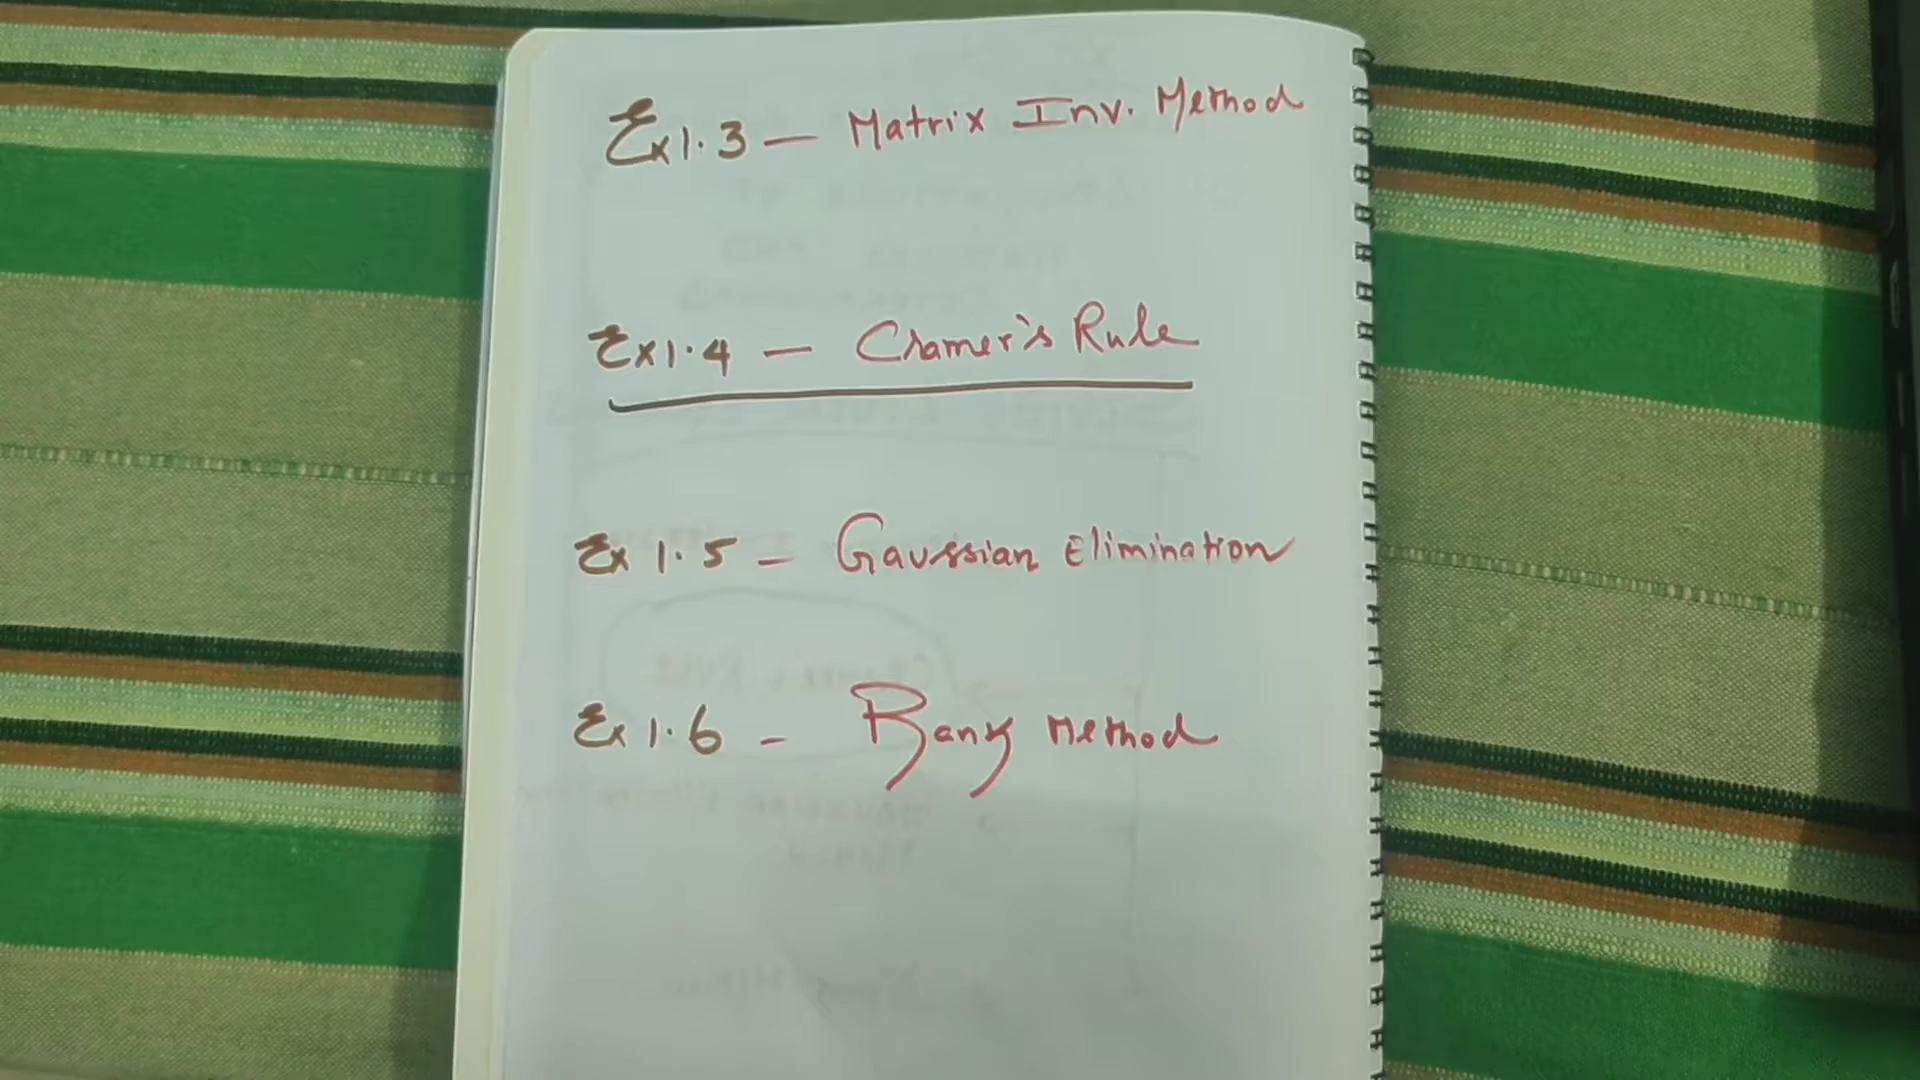 Ex 1.3 — Matrix Inv. Method
Ex 1.4 — Cramer's Rule
Ex 1.5 – Gaussian Elimination
Ex 1.6 - Rank Method